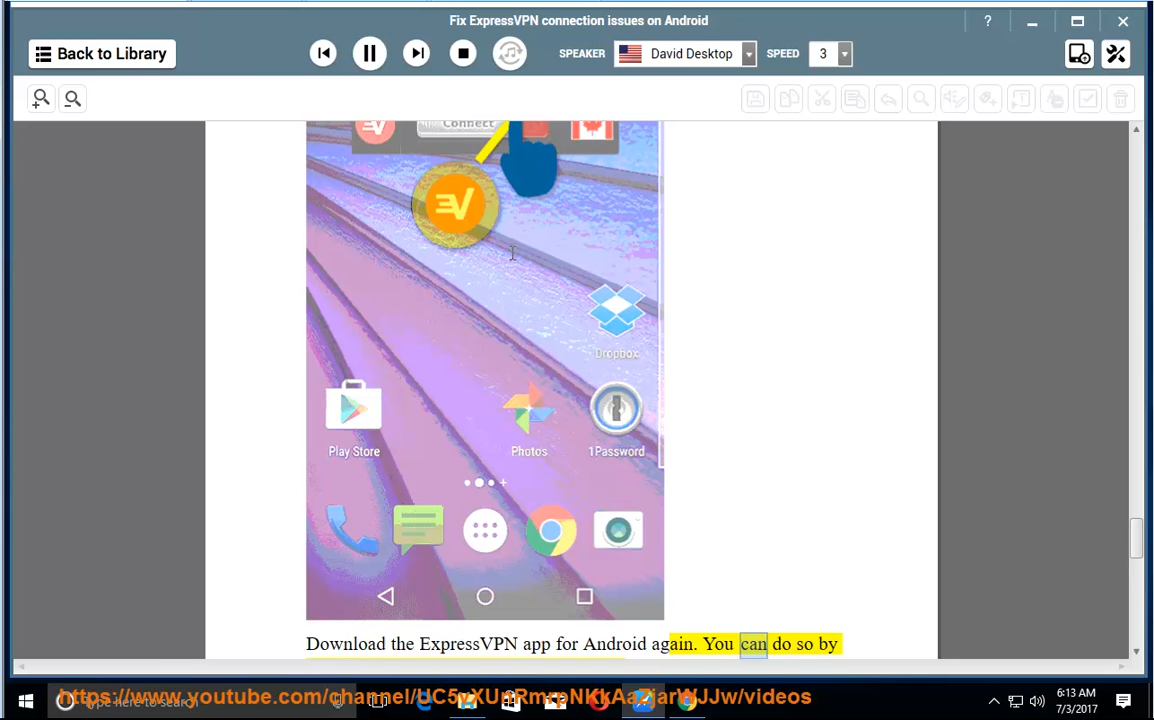 Fix ExpressVPN connection issues on Android
?
Back to Library
SPEAKER
David Desktop
SPEED
3
Connect
Dropbox
Play Store
Photos
1Password
Download the ExpressVPN app for Android again. You can do so by
6:13 AM
7/3/2017